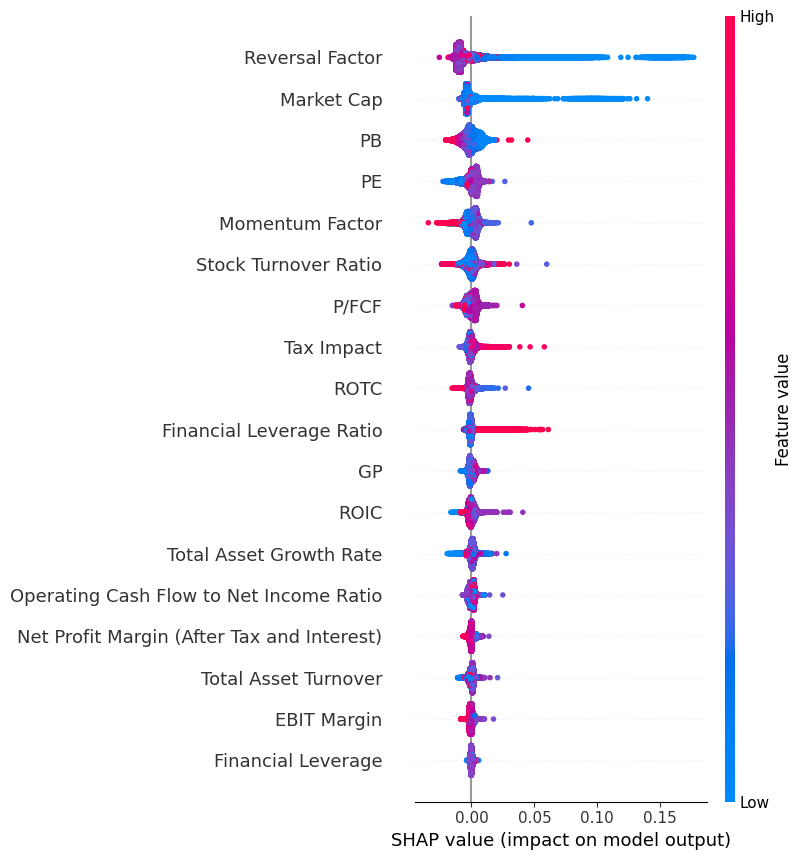 High
Reversal Factor
Market Cap
PB
PE
Momentum Factor
Stock Turnover Ratio
P/FCF
Tax Impact
ROTC
Financial Leverage Ratio
GP
ROIC
Total Asset Growth Rate
Operating Cash Flow to Net Income Ratio
Net Profit Margin (After Tax and Interest)
Total Asset Turnover
EBIT Margin
Financial Leverage
Feature value
Low
0.00 0.05 0.10 0.15
SHAP value (impact on model output)